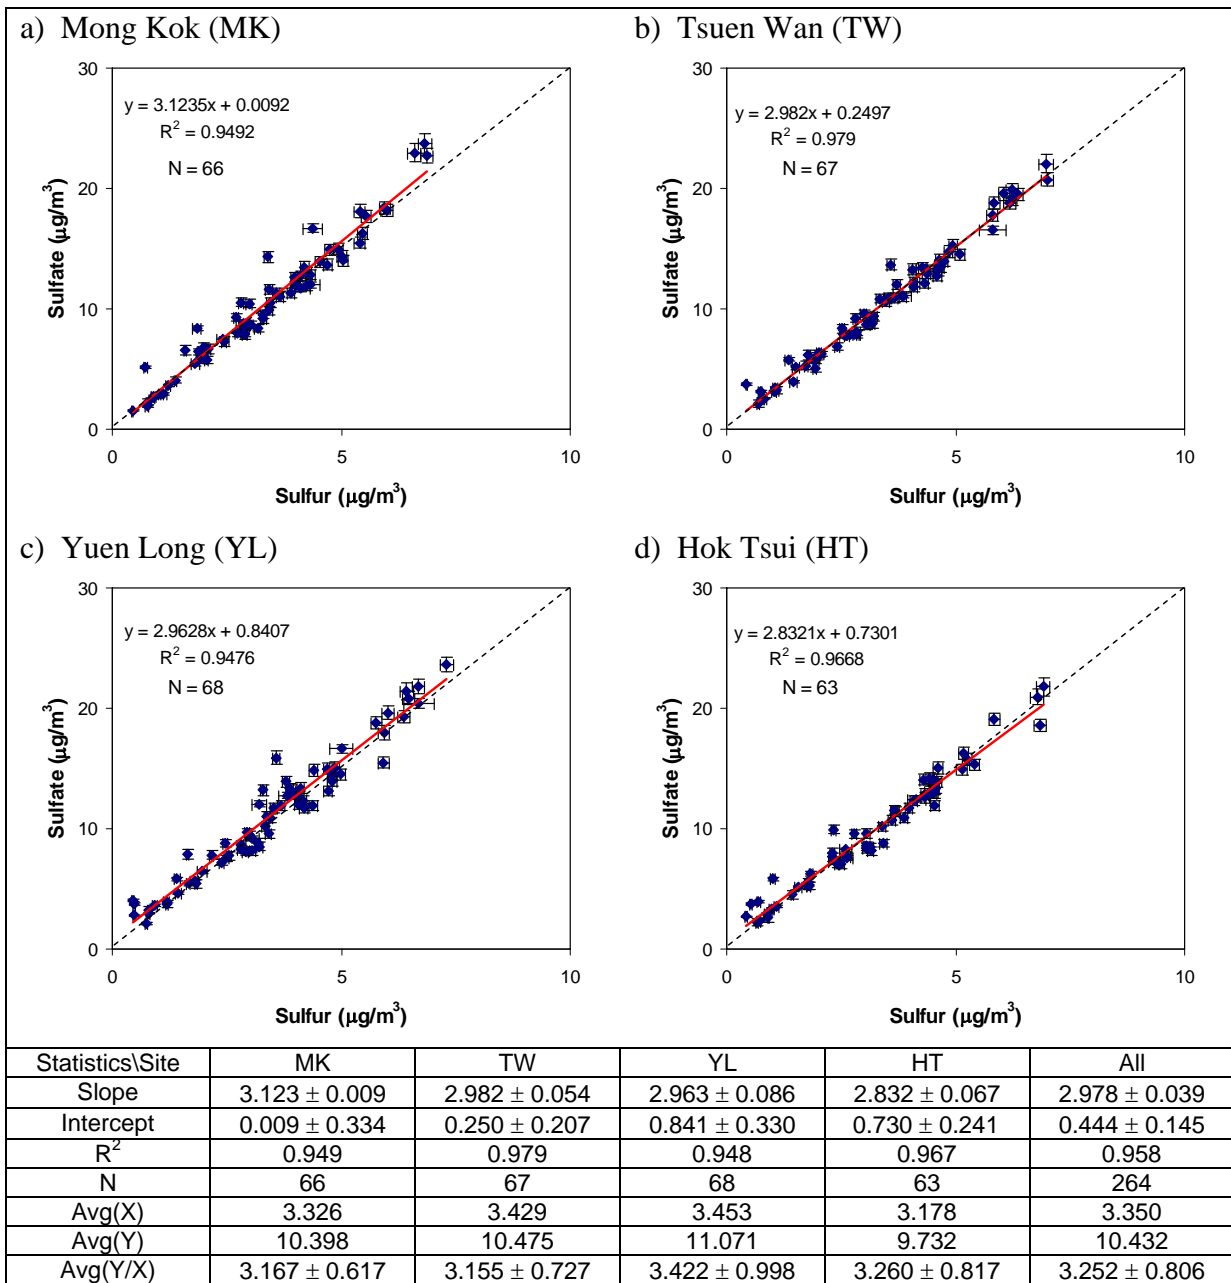 a) Mong Kok (MK)
30
20
10
0
0
5
10
y = 3.1235x + 0.0092
R² = 0.9492
N = 66
Sulfate (μg/m³)
Sulfur (μg/m³)
b) Tsuen Wan (TW)
30
20
10
0
0
5
10
y = 2.982x + 0.2497
R² = 0.979
N = 67
Sulfate (μg/m³)
Sulfur (μg/m³)
c) Yuen Long (YL)
30
20
10
0
0
5
10
y = 2.9628x + 0.8407
R² = 0.9476
N = 68
Sulfate (μg/m³)
Sulfur (μg/m³)
d) Hok Tsui (HT)
30
20
10
0
0
5
10
y = 2.8321x + 0.7301
R² = 0.9668
N = 63
Sulfate (μg/m³)
Sulfur (μg/m³)
Statistics\Site MK TW YL HT All
Slope 3.123 ± 0.009 2.982 ± 0.054 2.963 ± 0.086 2.832 ± 0.067 2.978 ± 0.039
Intercept 0.009 ± 0.334 0.250 ± 0.207 0.841 ± 0.330 0.730 ± 0.241 0.444 ± 0.145
R² 0.949 0.979 0.948 0.967 0.958
N 66 67 68 63 264
Avg(X) 3.326 3.429 3.453 3.178 3.350
Avg(Y) 10.398 10.475 11.071 9.732 10.432
Avg(Y/X) 3.167 ± 0.617 3.155 ± 0.727 3.422 ± 0.998 3.260 ± 0.817 3.252 ± 0.806